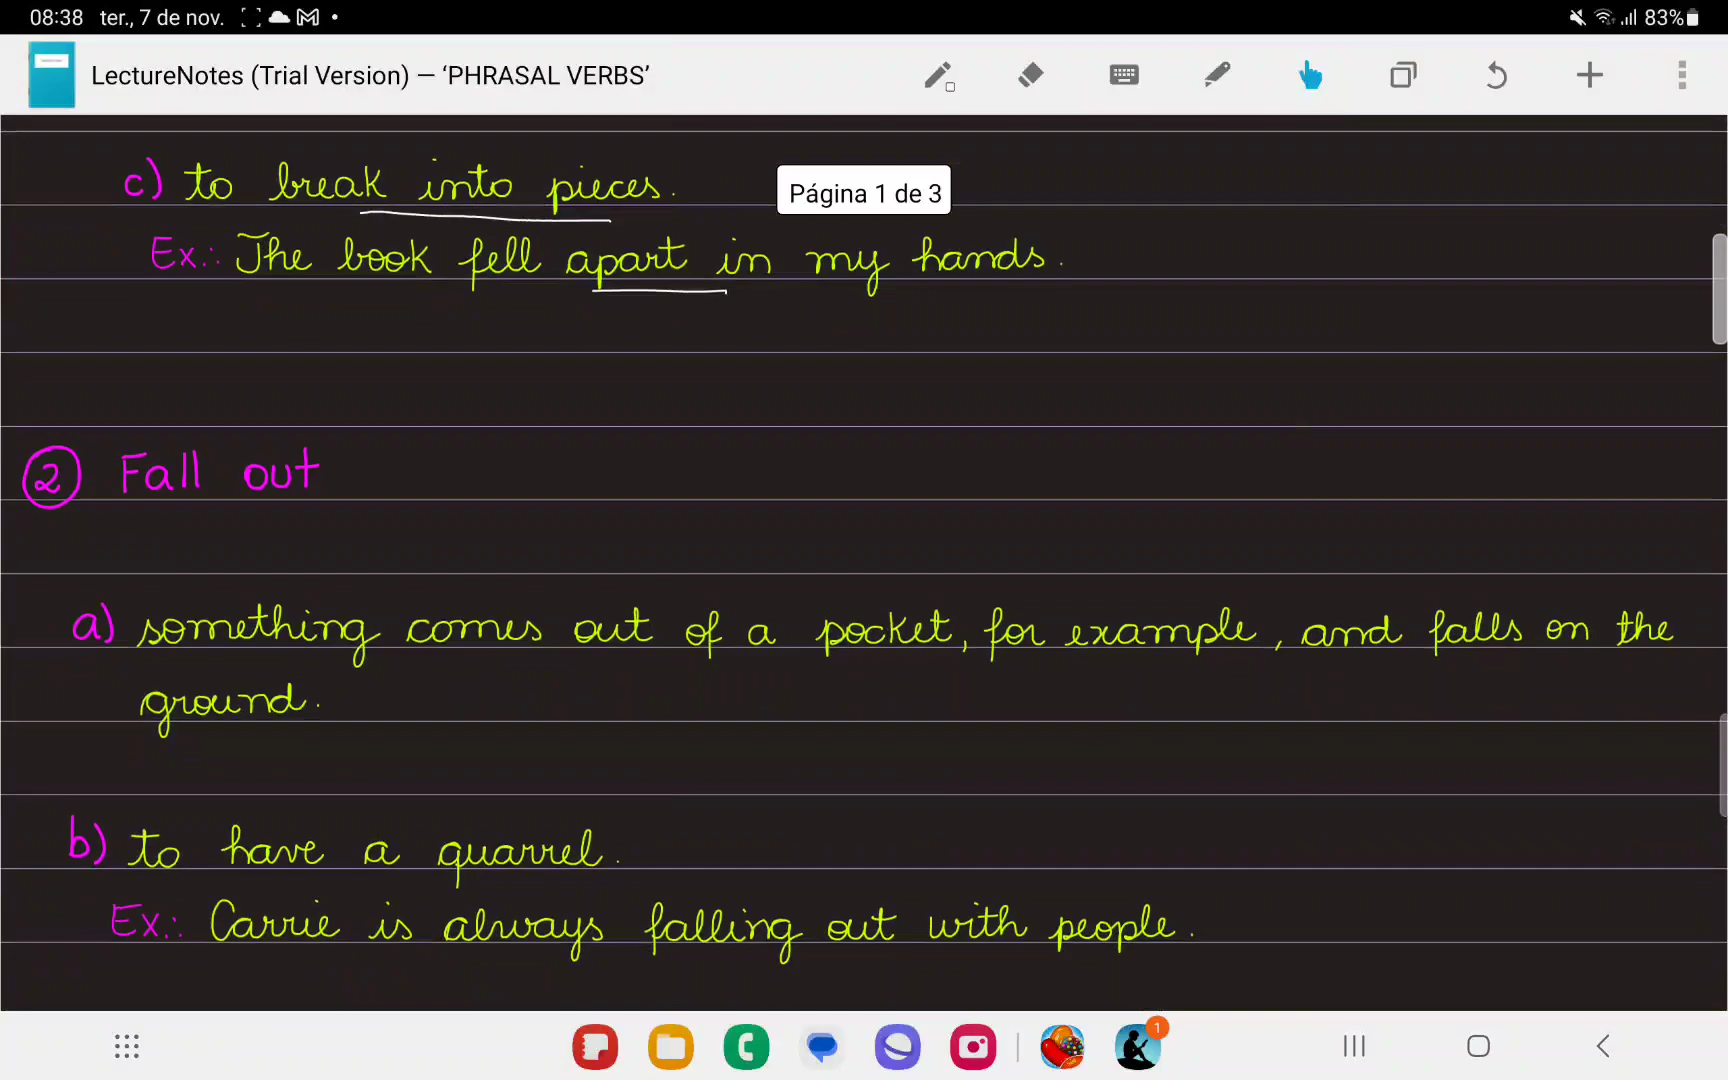 08:38 ter., 7 de nov. 83%
LectureNotes (Trial Version) — ‘PHRASAL VERBS’
c) to break into pieces.
Página 1 de 3
Ex.: The book fell apart in my hands.
2 Fall out
a) something comes out of a pocket, for example, and falls on the
ground.
b) to have a quarrel.
Ex.: Carrie is always falling out with people.
1